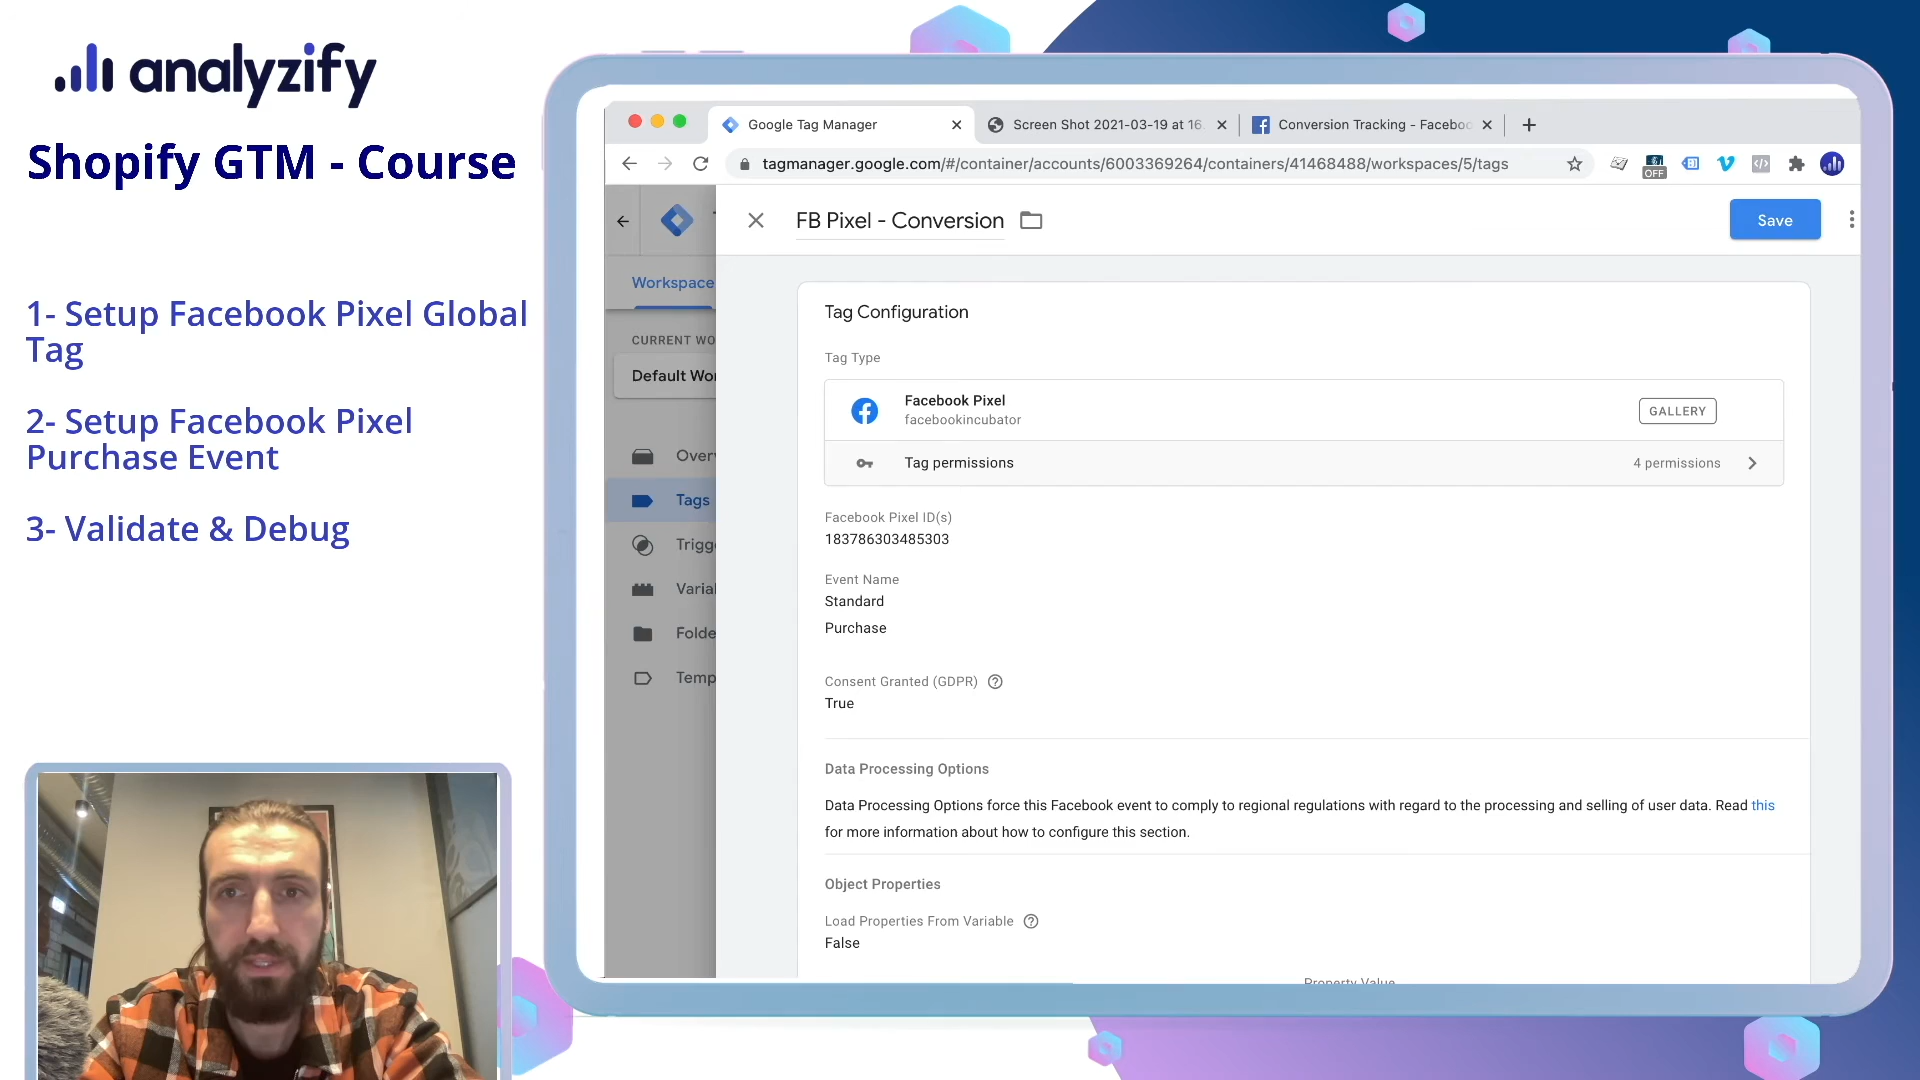 analyzify
Shopify GTM - Course
1- Setup Facebook Pixel Global
Tag
2- Setup Facebook Pixel
Purchase Event
3- Validate & Debug
Google Tag Manager
Screen Shot 2021-03-19 at 16
Conversion Tracking - Facebo
tagmanager.google.com/#/container/accounts/6003369264/containers/41468488/workspaces/5/tags
OFF
FB Pixel - Conversion
Save
Workspace
CURRENT WO
Default Wor
Over
Tags
Trigge
Varia
Folde
Temp
Tag Configuration
Tag Type
Facebook Pixel
facebookincubator
GALLERY
Tag permissions
4 permissions
Facebook Pixel ID(s)
183786303485303
Event Name
Standard
Purchase
Consent Granted (GDPR)
True
Data Processing Options
Data Processing Options force this Facebook event to comply to regional regulations with regard to the processing and selling of user data. Read this
for more information about how to configure this section.
Object Properties
Load Properties From Variable
False
Property Value